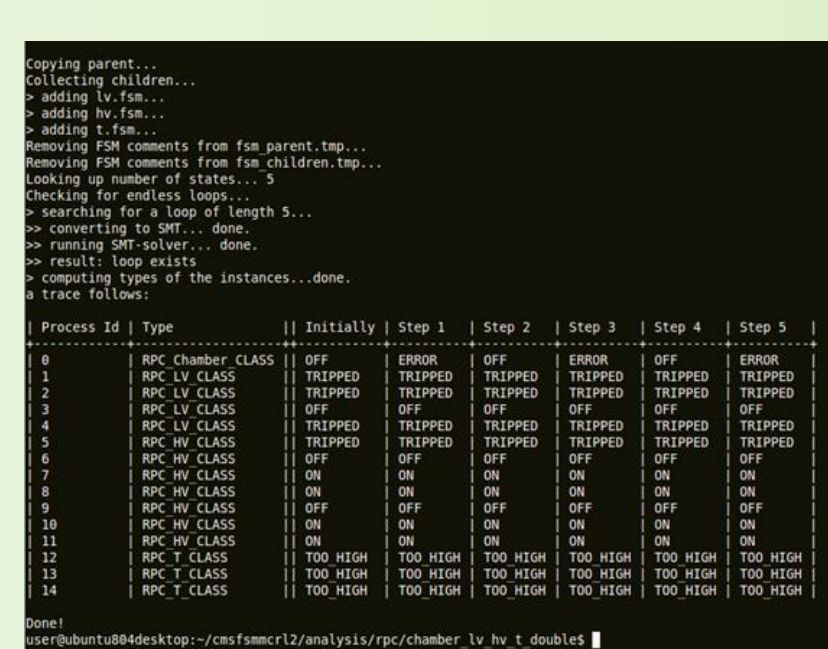 Copying parent...
Collecting children...
> adding lv.fsm...
> adding hv.fsm...
> adding t.fsm...
Removing FSM comments from fsm_parent.tmp...
Removing FSM comments from fsm_children.tmp...
Looking up number of states... 5
Checking for endless loops...
> searching for a loop of length 5...
>> converting to SMT... done.
>> running SMT-solver... done.
>> result: loop exists
> computing types of the instances...done.
a trace follows:
| Process Id | Type || Initially | Step 1 | Step 2 | Step 3 | Step 4 | Step 5 |
| 0 | RPC_Chamber_CLASS || OFF | ERROR | OFF | ERROR | OFF | ERROR |
| 1 | RPC_LV_CLASS || TRIPPED | TRIPPED | TRIPPED | TRIPPED | TRIPPED | TRIPPED |
| 2 | RPC_LV_CLASS || TRIPPED | TRIPPED | TRIPPED | TRIPPED | TRIPPED | TRIPPED |
| 3 | RPC_LV_CLASS || OFF | OFF | OFF | OFF | OFF | OFF |
| 4 | RPC_LV_CLASS || TRIPPED | TRIPPED | TRIPPED | TRIPPED | TRIPPED | TRIPPED |
| 5 | RPC_HV_CLASS || TRIPPED | TRIPPED | TRIPPED | TRIPPED | TRIPPED | TRIPPED |
| 6 | RPC_HV_CLASS || OFF | OFF | OFF | OFF | OFF | OFF |
| 7 | RPC_HV_CLASS || ON | ON | ON | ON | ON | ON |
| 8 | RPC_HV_CLASS || ON | ON | ON | ON | ON | ON |
| 9 | RPC_HV_CLASS || OFF | OFF | OFF | OFF | OFF | OFF |
| 10 | RPC_HV_CLASS || ON | ON | ON | ON | ON | ON |
| 11 | RPC_HV_CLASS || ON | ON | ON | ON | ON | ON |
| 12 | RPC_T_CLASS || TOO_HIGH | TOO_HIGH | TOO_HIGH | TOO_HIGH | TOO_HIGH | TOO_HIGH |
| 13 | RPC_T_CLASS || TOO_HIGH | TOO_HIGH | TOO_HIGH | TOO_HIGH | TOO_HIGH | TOO_HIGH |
| 14 | RPC_T_CLASS || TOO_HIGH | TOO_HIGH | TOO_HIGH | TOO_HIGH | TOO_HIGH | TOO_HIGH |
Done!
user@ubuntu804desktop:~/cmsfsmmcrl2/analysis/rpc/chamber_lv_hv_t_double$